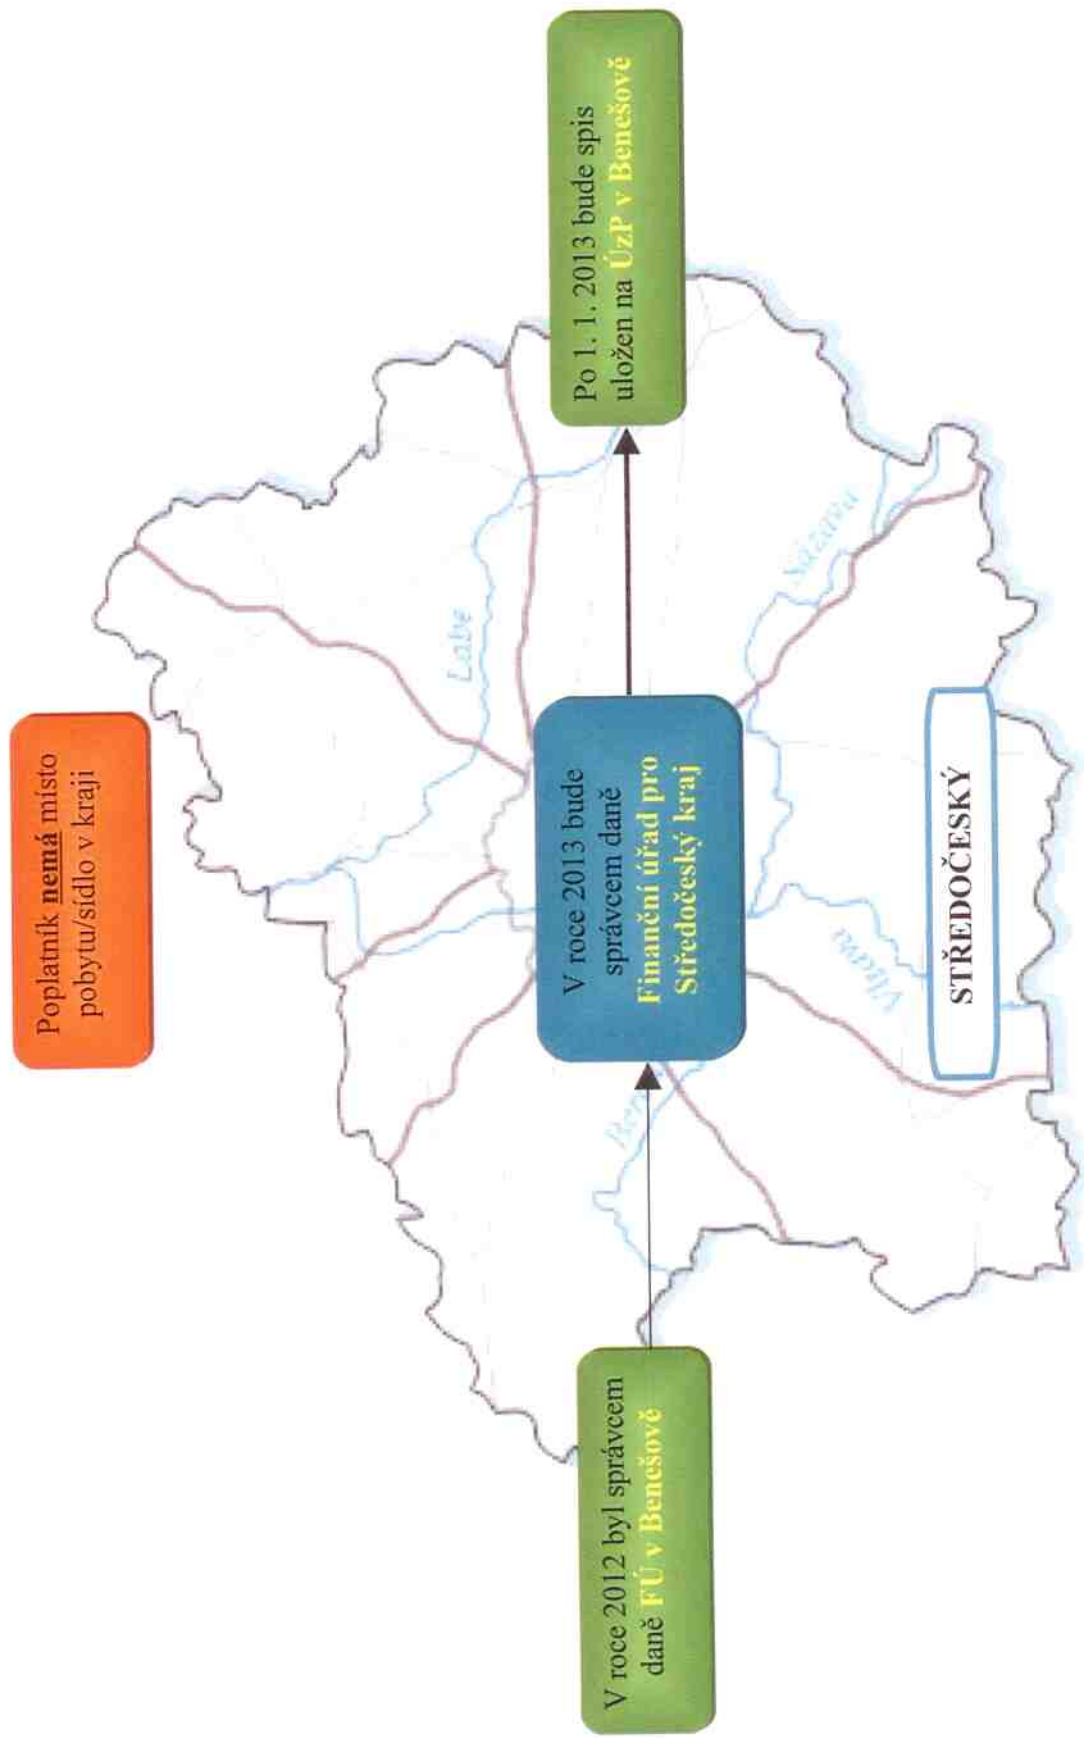 Poplatník nemá místo
pobytu/sídlo v kraji
V roce 2012 byl správcem
daně FÚ v Benešově
V roce 2013 bude
správcem daně
Finanční úřad pro
Středočeský kraj
Po 1. 1. 2013 bude spis
uložen na ÚzP v Benešově
Labe
Sázava
Vltava
STŘEDOČESKÝ